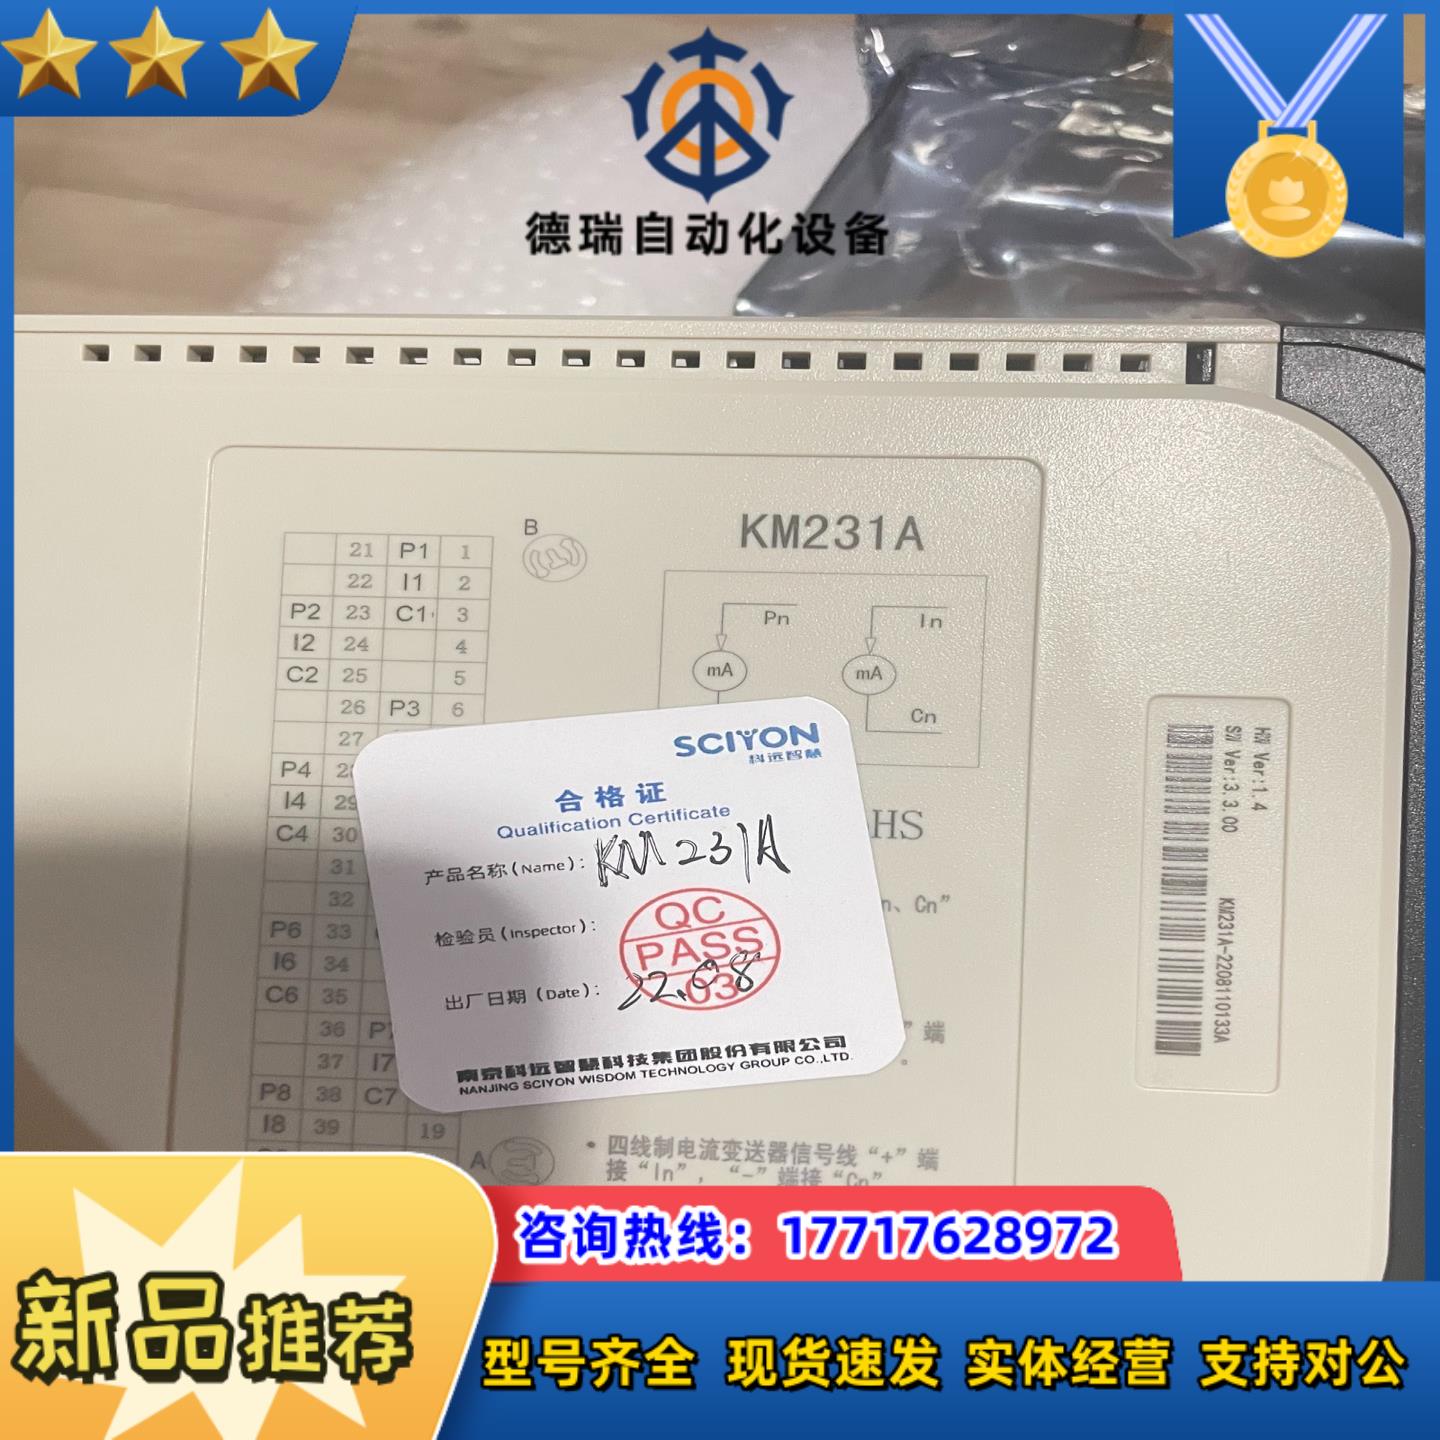 德瑞自动化设备
KM231A
B
21 P1 1
22 I1 2
P2 23 C1 3
I2 24 4
C2 25 5
26 P3 6
27
P4
I4 29
C4 30
31
32
P6 33
I6 34
C6 35
36
37 I7
P8 38 C7
I8 39 19
A
Pn
In
mA
mA
Cn
HS
n、Cn”
”端
。
• 四线制电流变送器信号线“+”端
接“In”，“-”端接“Cn”
HW Ver:1.4
SW Ver:3.3.00
KM231A-2208110133A
SCIYON
科远智慧
合格证
Qualification Certificate
产品名称(Name): KM231A
检验员(Inspector):
QC
PASS
03
出厂日期(Date): 22.08
南京科远智慧科技集团股份有限公司
NANJING SCIYON WISDOM TECHNOLOGY GROUP CO.,LTD.
咨询热线：17717628972
新品推荐
型号齐全 现货速发 实体经营 支持对公